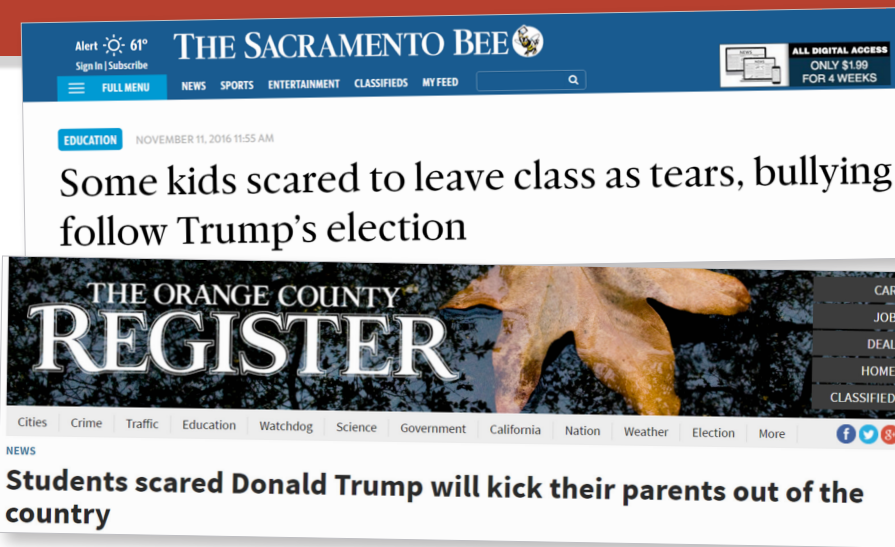 Alert 61°
Sign In | Subscribe
THE SACRAMENTO BEE
FULL MENU
NEWS SPORTS ENTERTAINMENT CLASSIFIEDS MY FEED
NEWS
ALL DIGITAL ACCESS
ONLY $1.99
FOR 4 WEEKS
EDUCATION NOVEMBER 11, 2016 11:55 AM
Some kids scared to leave class as tears, bullying
follow Trump's election
THE ORANGE COUNTY
REGISTER
CAR
JOB
DEAL
HOME
CLASSIFIED
Cities Crime Traffic Education Watchdog Science Government California Nation Weather Election More
f
8+
NEWS
Students scared Donald Trump will kick their parents out of the
country